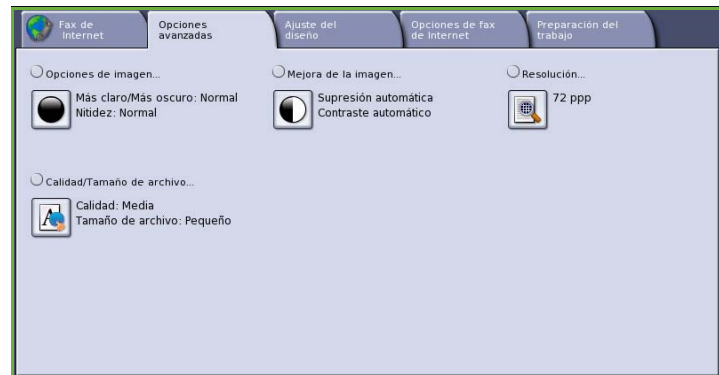 Fax de
Internet
Opciones
avanzadas
Ajuste del
diseño
Opciones de fax
de Internet
Preparación del
trabajo
Opciones de imagen...
Más claro/Más oscuro: Normal
Nitidez: Normal
Mejora de la imagen...
Supresión automática
Contraste automático
Resolución...
72 ppp
Calidad/Tamaño de archivo...
Calidad: Media
Tamaño de archivo: Pequeño